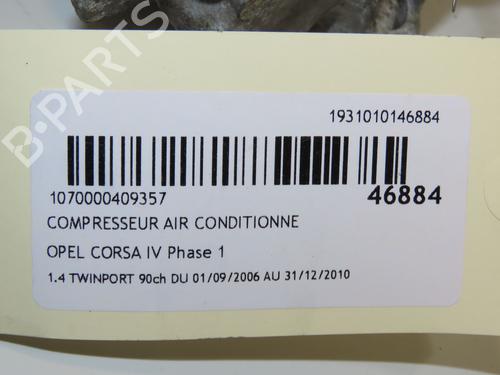 B-PARTS
1931010146884
1070000409357
46884
COMPRESSEUR AIR CONDITIONNE
OPEL CORSA IV Phase 1
1.4 TWINPORT 90ch DU 01/09/2006 AU 31/12/2010